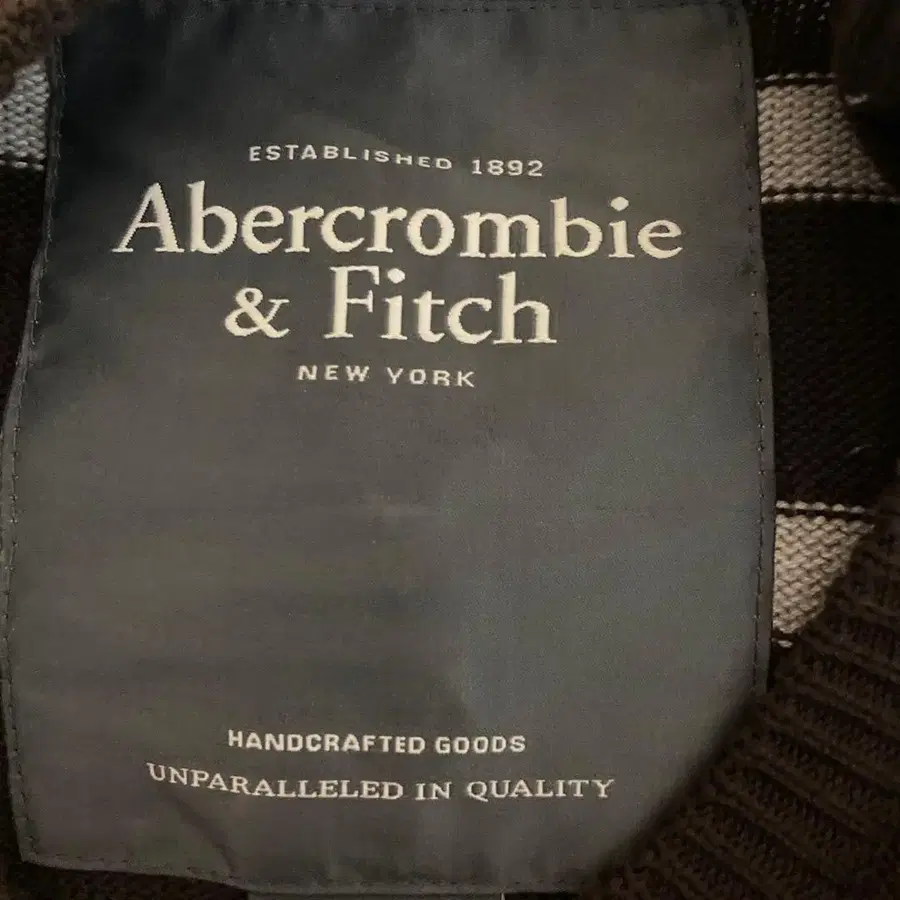 ESTABLISHED 1892
Abercrombie
& Fitch
NEW YORK
HANDCRAFTED GOODS
UNPARALLELED IN QUALITY